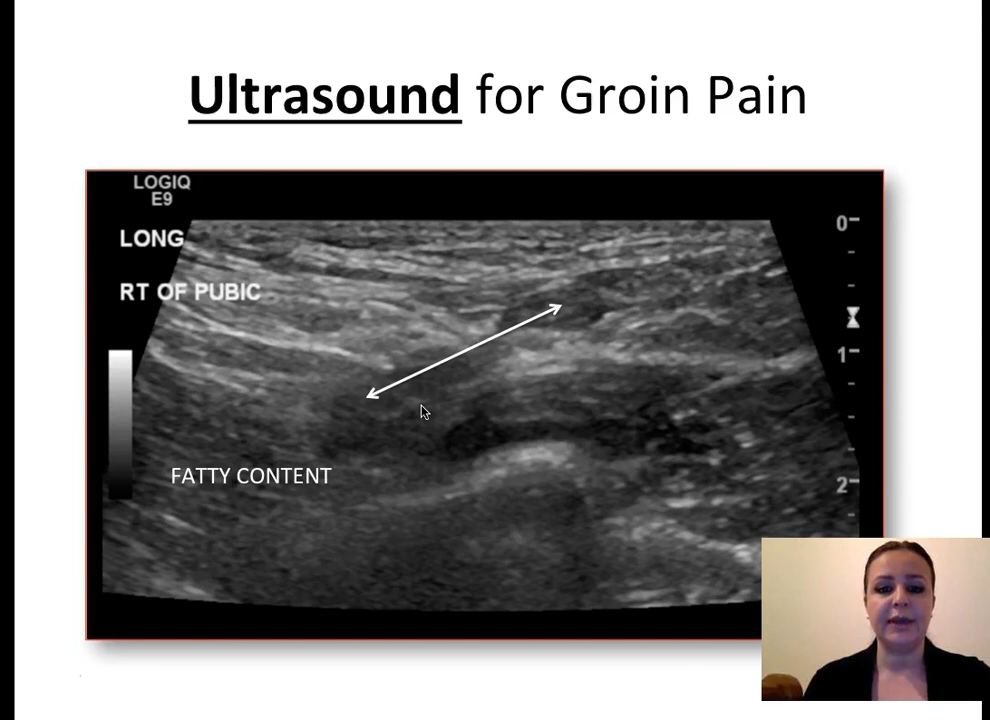 Ultrasound for Groin Pain
LOGIQ
E9
LONG
RT OF PUBIC
0
1
FATTY CONTENT
2